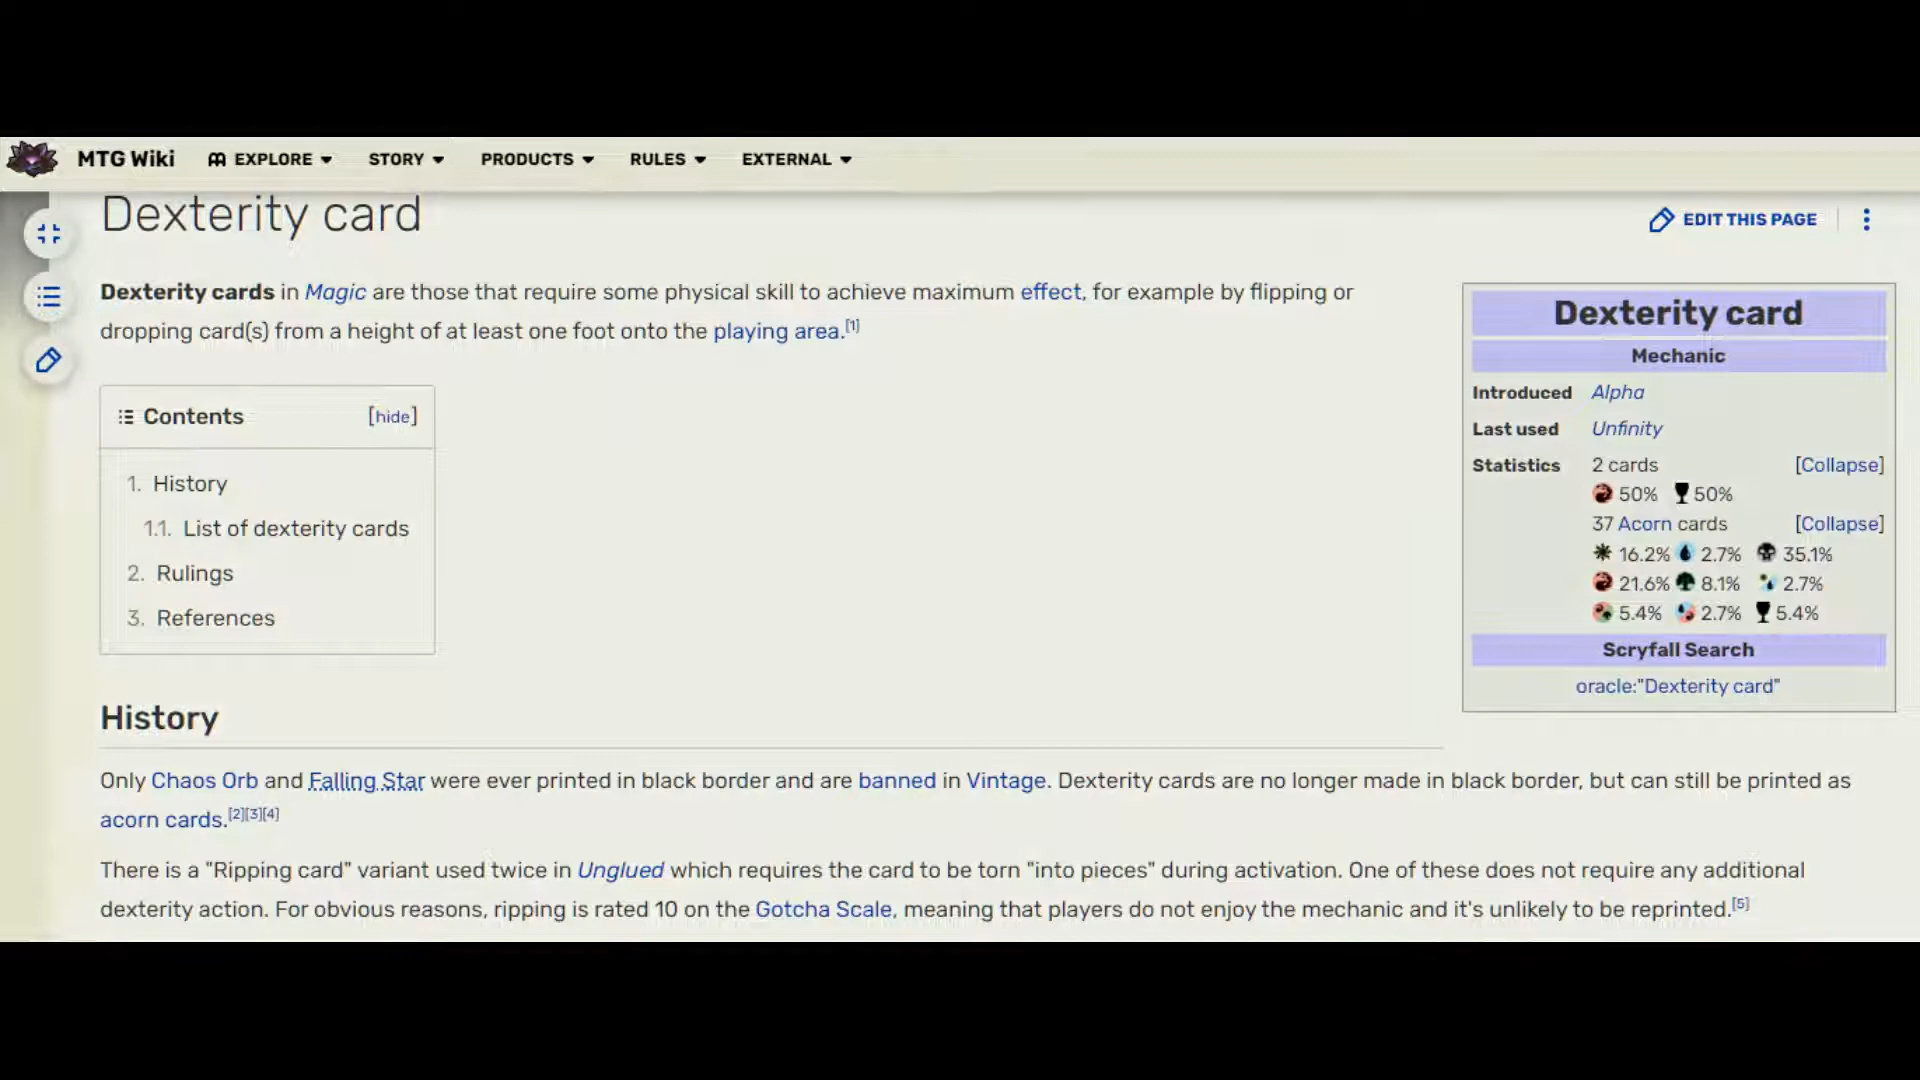 MTG Wiki EXPLORE STORY PRODUCTS RULES EXTERNAL
Dexterity card
EDIT THIS PAGE
Dexterity cards in Magic are those that require some physical skill to achieve maximum effect, for example by flipping or
dropping card(s) from a height of at least one foot onto the playing area.[1]
Contents [hide]
1. History
1.1. List of dexterity cards
2. Rulings
3. References
Dexterity card
Mechanic
Introduced Alpha
Last used Unfinity
Statistics 2 cards [Collapse]
50% 50%
37 Acorn cards [Collapse]
16.2% 2.7% 35.1%
21.6% 8.1% 2.7%
5.4% 2.7% 5.4%
Scryfall Search
oracle:"Dexterity card"
History
Only Chaos Orb and Falling Star were ever printed in black border and are banned in Vintage. Dexterity cards are no longer made in black border, but can still be printed as
acorn cards.[2][3][4]
There is a "Ripping card" variant used twice in Unglued which requires the card to be torn "into pieces" during activation. One of these does not require any additional
dexterity action. For obvious reasons, ripping is rated 10 on the Gotcha Scale, meaning that players do not enjoy the mechanic and it's unlikely to be reprinted.[5]